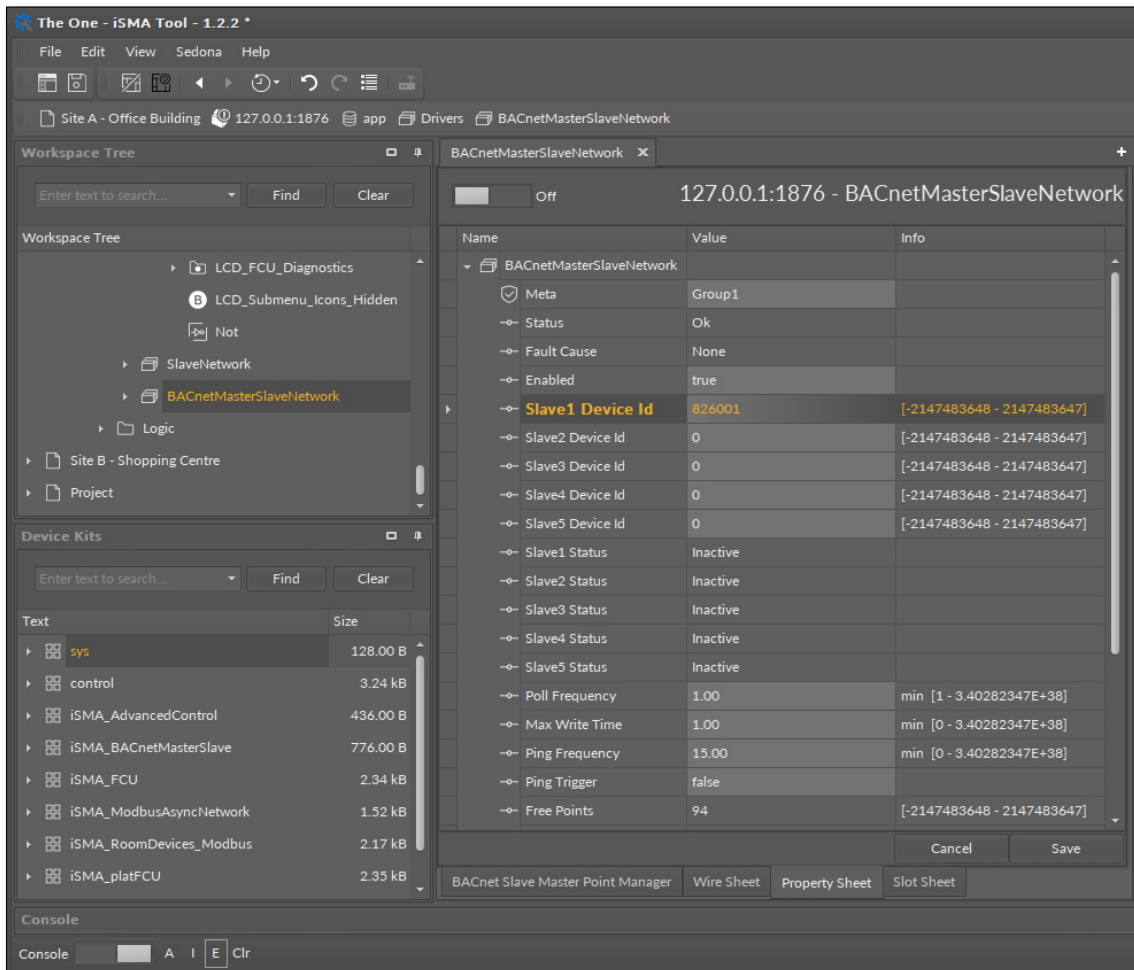 The One - iSMA Tool - 1.2.2 *
File Edit View Sedona Help
Site A - Office Building 127.0.0.1:1876 app Drivers BACnetMasterSlaveNetwork
Workspace Tree
Enter text to search... Find Clear
Workspace Tree
LCD_FCU_Diagnostics
B LCD_Submenu_Icons_Hidden
Not
SlaveNetwork
BACnetMasterSlaveNetwork
Logic
Site B - Shopping Centre
Project
Device Kits
Enter text to search... Find Clear
Text Size
sys 128.00 B
control 3.24 kB
iSMA_AdvancedControl 436.00 B
iSMA_BACnetMasterSlave 776.00 B
iSMA_FCU 2.34 kB
iSMA_ModbusAsyncNetwork 1.52 kB
iSMA_RoomDevices_Modbus 2.17 kB
iSMA_platFCU 2.35 kB
BACnetMasterSlaveNetwork X +
Off 127.0.0.1:1876 - BACnetMasterSlaveNetwork
Name Value Info
BACnetMasterSlaveNetwork
Meta Group1
Status Ok
Fault Cause None
Enabled true
Slave1 Device Id 826001 [-2147483648 - 2147483647]
Slave2 Device Id 0 [-2147483648 - 2147483647]
Slave3 Device Id 0 [-2147483648 - 2147483647]
Slave4 Device Id 0 [-2147483648 - 2147483647]
Slave5 Device Id 0 [-2147483648 - 2147483647]
Slave1 Status Inactive
Slave2 Status Inactive
Slave3 Status Inactive
Slave4 Status Inactive
Slave5 Status Inactive
Poll Frequency 1.00 min [1 - 3.40282347E+38]
Max Write Time 1.00 min [0 - 3.40282347E+38]
Ping Frequency 15.00 min [0 - 3.40282347E+38]
Ping Trigger false
Free Points 94 [-2147483648 - 2147483647]
Cancel Save
BACnet Slave Master Point Manager Wire Sheet Property Sheet Slot Sheet
Console
Console A I E Clr